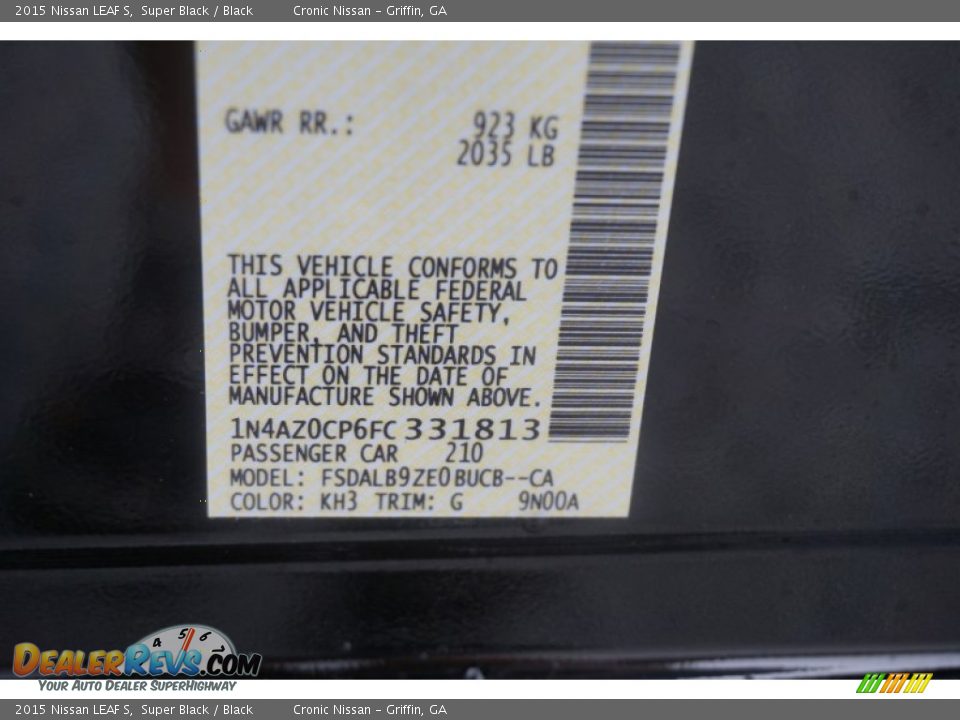 2015 Nissan LEAF S, Super Black / Black Cronic Nissan - Griffin, GA
GAWR RR.: 923 KG
2035 LB
THIS VEHICLE CONFORMS TO
ALL APPLICABLE FEDERAL
MOTOR VEHICLE SAFETY,
BUMPER, AND THEFT
PREVENTION STANDARDS IN
EFFECT ON THE DATE OF
MANUFACTURE SHOWN ABOVE.
1N4AZ0CP6FC331813
PASSENGER CAR 210
MODEL: FSDALB9ZE0BUCB--CA
COLOR: KH3 TRIM: G 9N00A
4 5 6
DEALERREVS.COM
YOUR AUTO DEALER SUPERHIGHWAY
2015 Nissan LEAF S, Super Black / Black Cronic Nissan - Griffin, GA